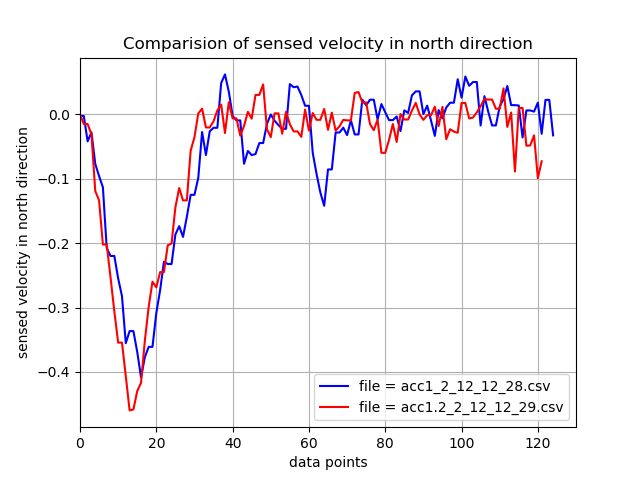 Comparision of sensed velocity in north direction
sensed velocity in north direction
0.0
−0.1
−0.2
−0.3
−0.4
0
20
40
60
80
100
120
data points
file = acc1_2_12_12_28.csv
file = acc1.2_2_12_12_29.csv